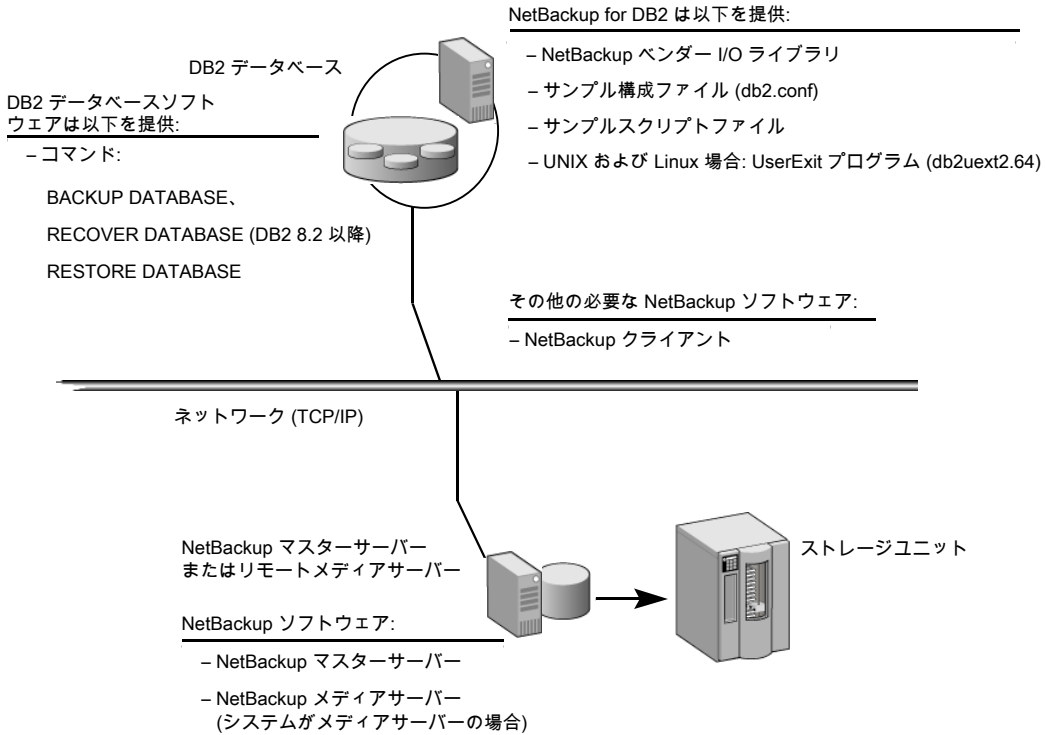 NetBackup for DB2 は以下を提供:
– NetBackup ベンダー I/O ライブラリ
– サンプル構成ファイル (db2.conf)
– サンプルスクリプトファイル
– UNIX および Linux 場合: UserExit プログラム (db2uext2.64)
DB2 データベース
DB2 データベースソフト
ウェアは以下を提供:
– コマンド:
BACKUP DATABASE、
RECOVER DATABASE (DB2 8.2 以降)
RESTORE DATABASE
その他の必要な NetBackup ソフトウェア:
– NetBackup クライアント
ネットワーク (TCP/IP)
NetBackup マスターサーバー
またはリモートメディアサーバー
ストレージユニット
NetBackup ソフトウェア:
– NetBackup マスターサーバー
– NetBackup メディアサーバー
(システムがメディアサーバーの場合)